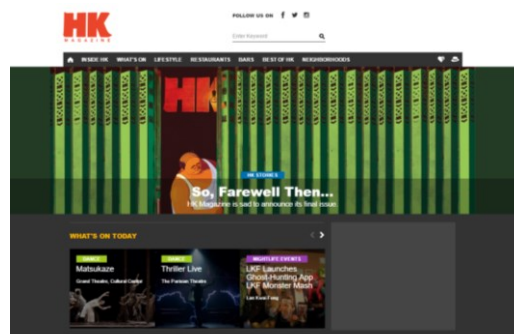 HK
MAGAZINE
FOLLOW US ON
Enter Keyword
INSIDE HK WHAT'S ON LIFESTYLE RESTAURANTS BARS BEST OF HK NEIGHBORHOODS
HK
HK STORIES
So, Farewell Then...
HK Magazine is sad to announce its final issue.
WHAT'S ON TODAY
DANCE
Matsukaze
Grand Theatre, Cultural Centre
DANCE
Thriller Live
The Parisian Theatre
NIGHTLIFE EVENTS
LKF Launches
Ghost-Hunting App
LKF Monster Mash
Lan Kwai Fong